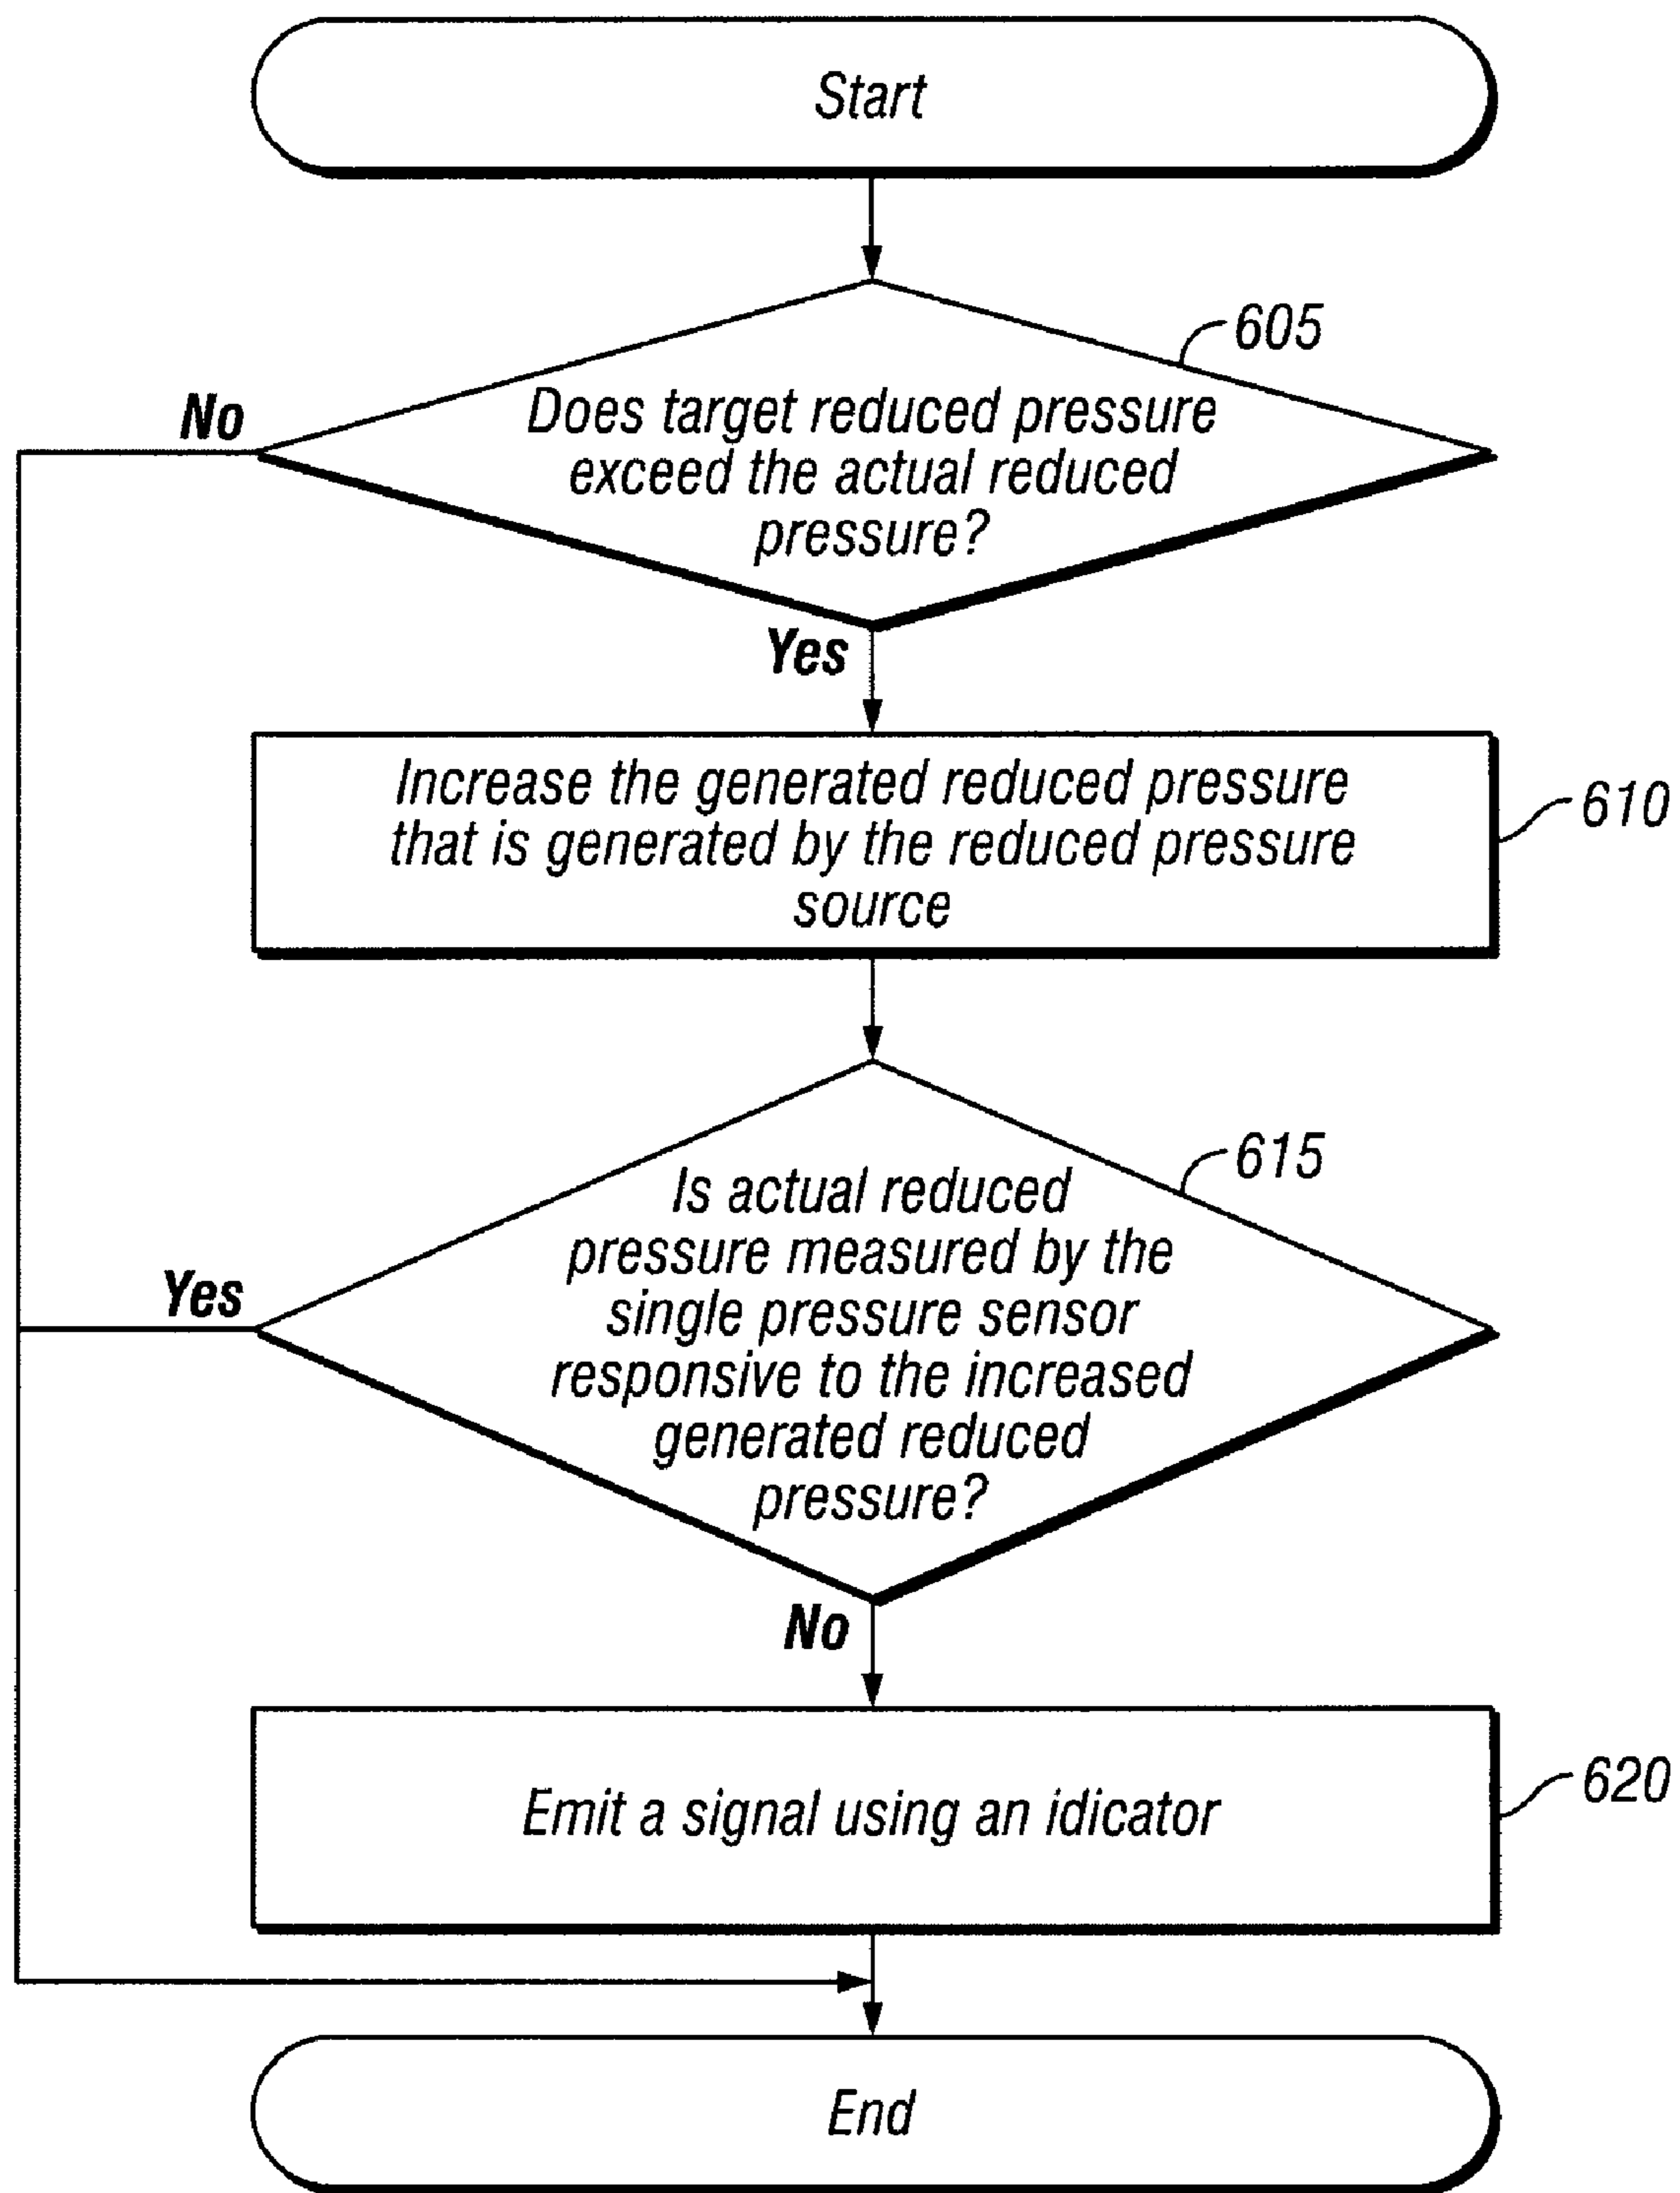 Start
605
No
Does target reduced pressure
exceed the actual reduced
pressure?
Yes
Increase the generated reduced pressure
that is generated by the reduced pressure
source
610
615
Is actual reduced
pressure measured by the
single pressure sensor
responsive to the increased
generated reduced
pressure?
Yes
No
Emit a signal using an idicator
620
End